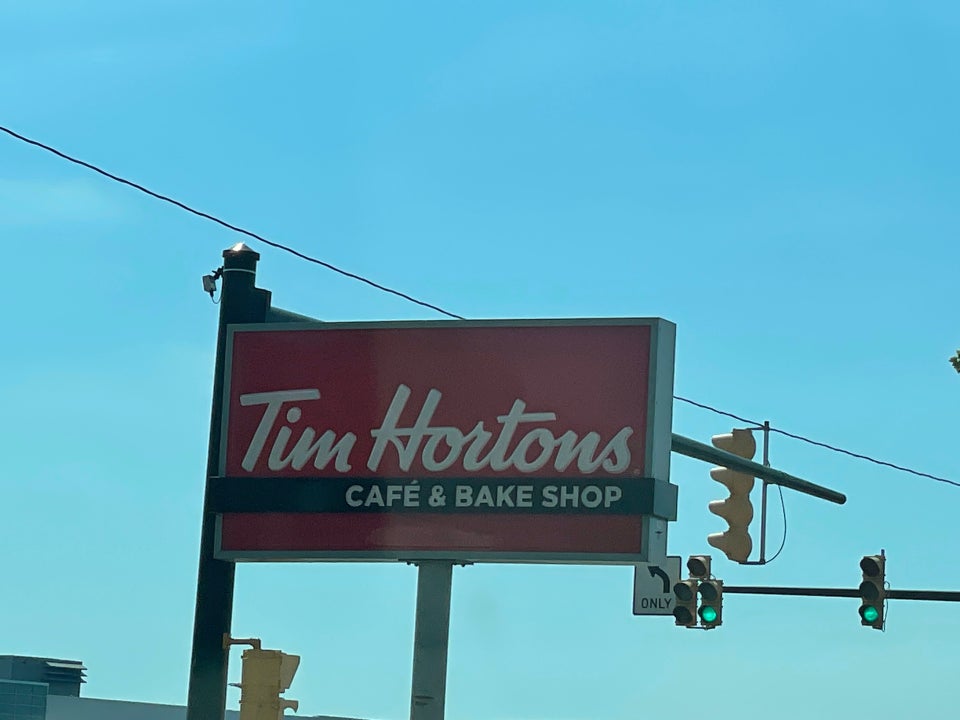 Tim Hortons
CAFÉ & BAKE SHOP
ONLY